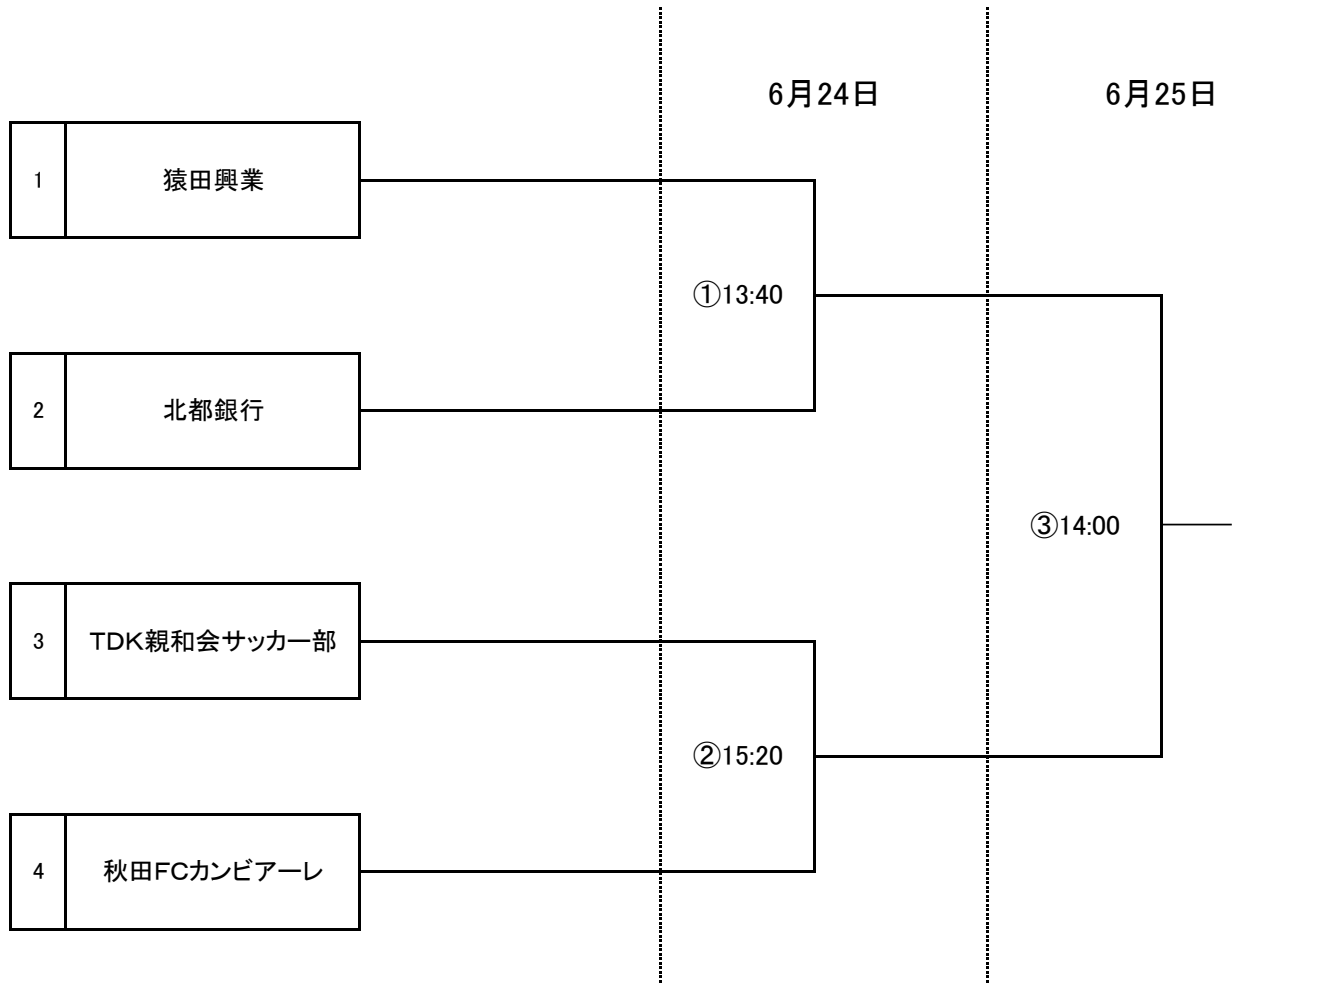 6月24日
6月25日
1 猿田興業
①13:40
2 北都銀行
③14:00
3 TDK親和会サッカー部
②15:20
4 秋田FCカンビアーレ